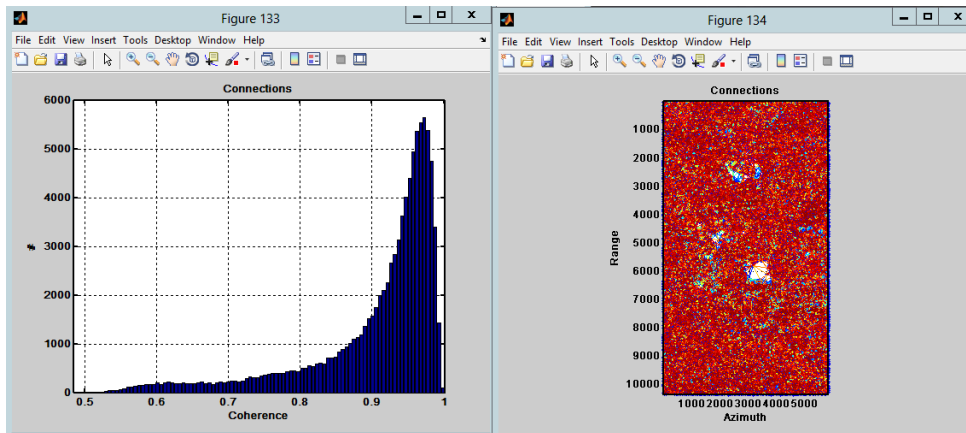 Figure 133
File Edit View Insert Tools Desktop Window Help
Connections
6000
5000
4000
3000
2000
1000
0
#
0.5 0.6 0.7 0.8 0.9 1
Coherence
Figure 134
File Edit View Insert Tools Desktop Window Help
Connections
1000
2000
3000
4000
5000
6000
7000
8000
9000
10000
Range
1000 2000 3000 4000 5000
Azimuth